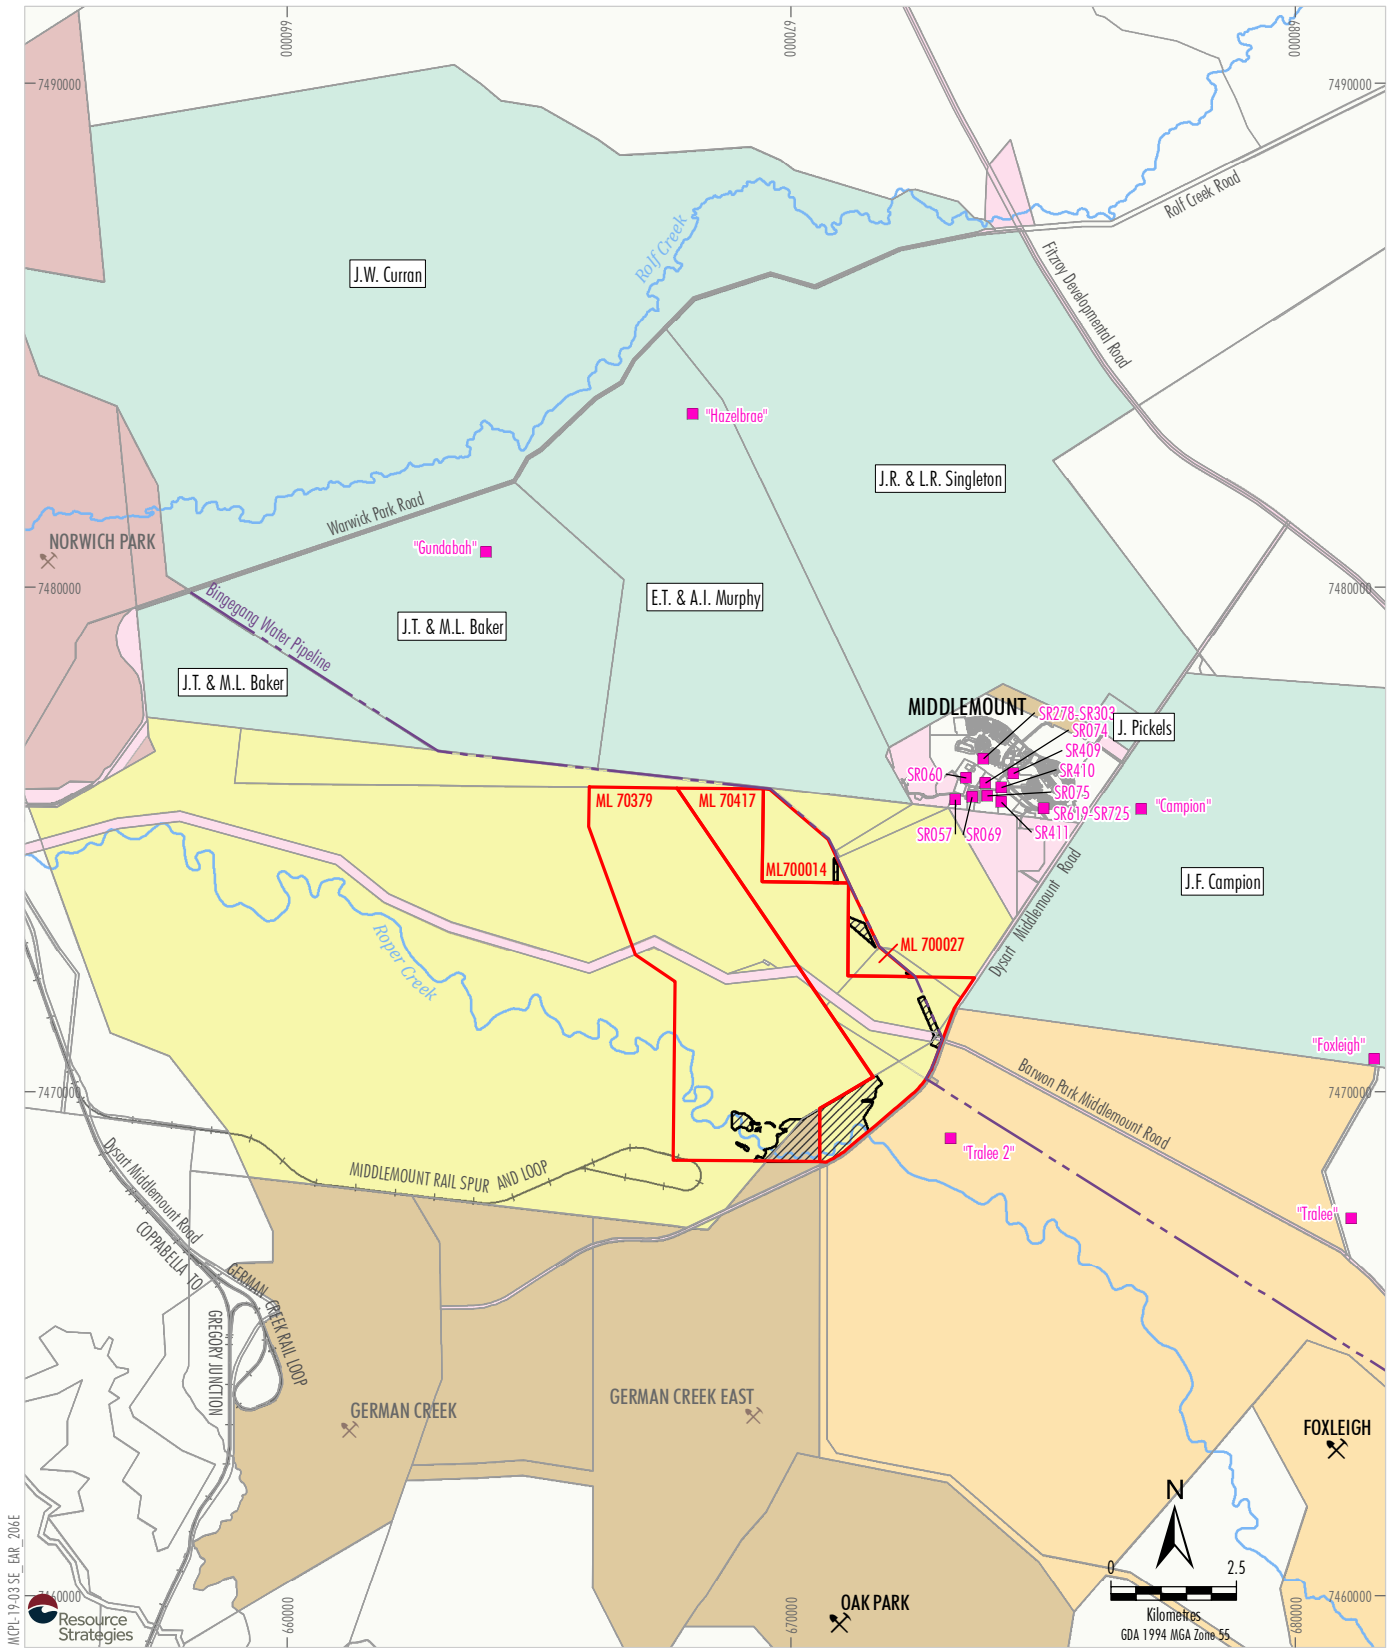 660000
670000
680000
7490000
7490000
Rolf Creek Road
Rolf Creek
Fitzroy Developmental Road
J.W. Curran
"Hazelbrae"
J.R. & L.R. Singleton
Warwick Park Road
NORWICH PARK
"Gundabah"
7480000
7480000
Bingegang Water Pipeline
E.T. & A.I. Murphy
J.T. & M.L. Baker
J.T. & M.L. Baker
MIDDLEMOUNT
SR278-SR303
J. Pickels
SR074
SR409
SR060
SR410
SR075
"Campion"
SR619-SR725
SR057
SR069
SR411
ML 70379
ML 70417
ML700014
J.F. Campion
Dysart Middlemount Road
ML 700027
Roper Creek
"Foxleigh"
7470000
7470000
Barwon Park Middlemount Road
"Tralee 2"
MIDDLEMOUNT RAIL SPUR AND LOOP
Dysart Middlemount Road
"Tralee"
COPPABELLA TO
GREGORY JUNCTION
GERMAN CREEK RAIL LOOP
GERMAN CREEK
GERMAN CREEK EAST
FOXLEIGH
N
0
2.5
Kilometres
GDA 1994 MGA Zone 55
OAK PARK
7460000
7460000
660000
670000
680000
Resource
Strategies
MCPL-19-03 SE_EAR_206E